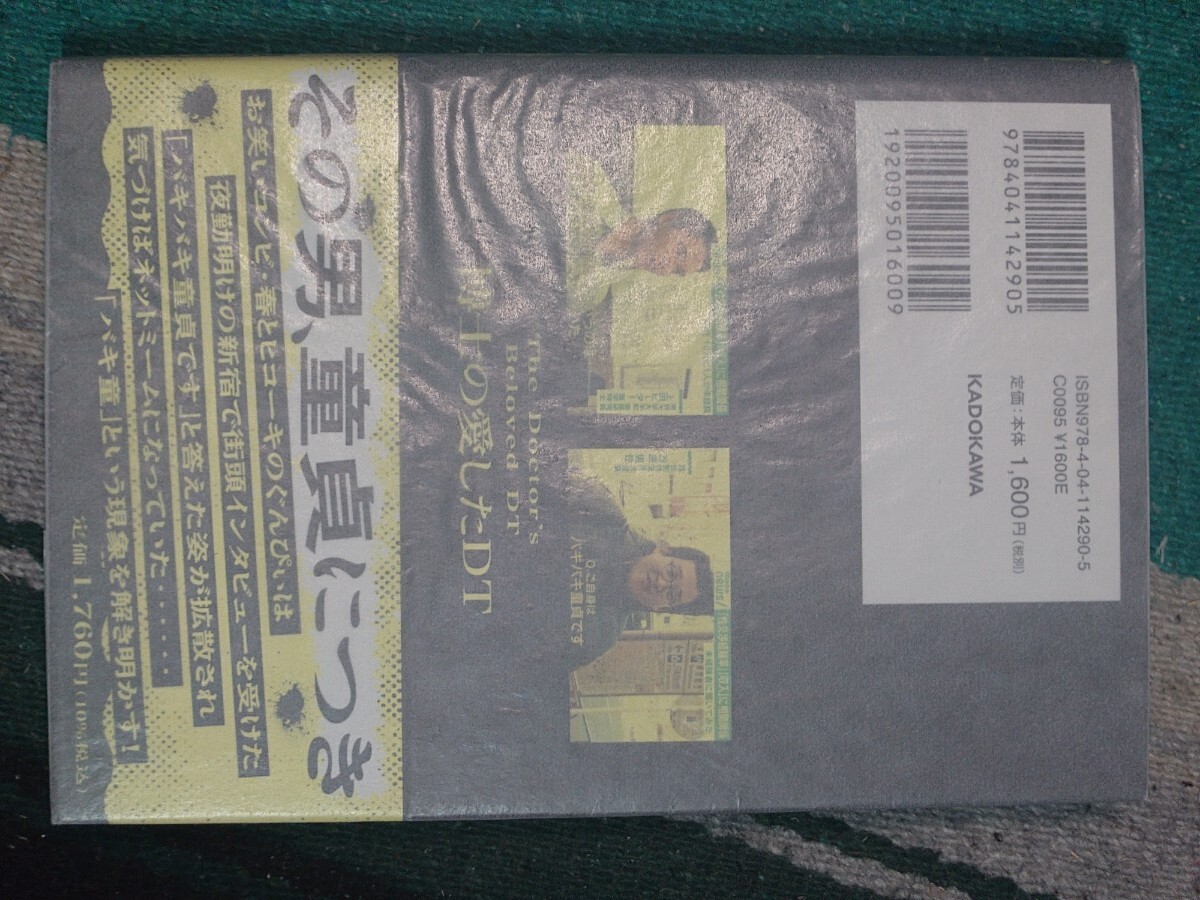 9784041142905
1920095016009
ISBN978-4-04-114290-5
C0095 ¥1600E
定価：本体1,600円（税別）
KADOKAWA
Q.ご自身は
バキバキ童貞です
The Doctor's
Beloved DT
博士の愛したDT
その男、童貞につき
お笑いコンビ・春とヒコーキのぐんぴぃは
夜勤明けの新宿で街頭インタビューを受けた
「バキバキ童貞です」と答えた姿が拡散され
気づけばネットミームになっていた……
「バキ童」という現象を解き明かす！
定価1,760円（10%税込）